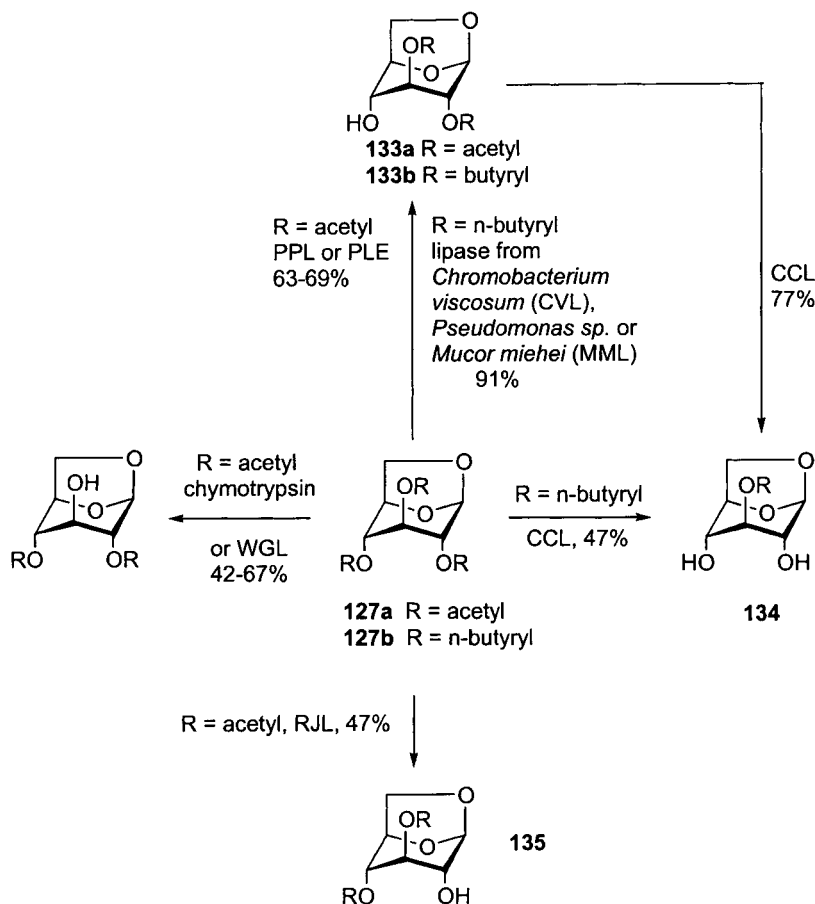 O
OR
O
HO
OR
133a R = acetyl
133b R = butyryl
R = acetyl
PPL or PLE
63-69%
R = n-butyryl
lipase from
Chromobacterium
viscosum (CVL),
Pseudomonas sp. or
Mucor miehei (MML)
91%
CCL
77%
O
OH
O
RO
OR
R = acetyl
chymotrypsin
or WGL
42-67%
O
OR
O
RO
OR
127a R = acetyl
127b R = n-butyryl
R = n-butyryl
CCL, 47%
O
OR
O
HO
OH
134
R = acetyl, RJL, 47%
O
OR
O
RO
OH
135